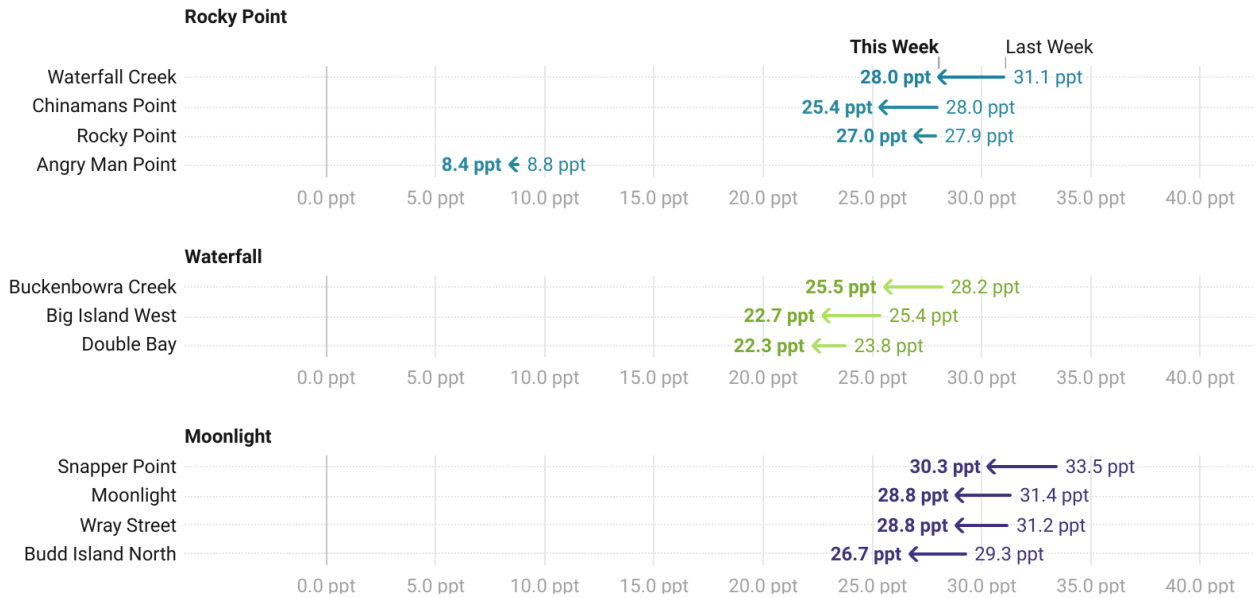 Rocky Point
This Week Last Week
Waterfall Creek 28.0 ppt 31.1 ppt
Chinamans Point 25.4 ppt 28.0 ppt
Rocky Point 27.0 ppt 27.9 ppt
Angry Man Point 8.4 ppt 8.8 ppt
0.0 ppt 5.0 ppt 10.0 ppt 15.0 ppt 20.0 ppt 25.0 ppt 30.0 ppt 35.0 ppt 40.0 ppt
Waterfall
Buckenbowra Creek 25.5 ppt 28.2 ppt
Big Island West 22.7 ppt 25.4 ppt
Double Bay 22.3 ppt 23.8 ppt
0.0 ppt 5.0 ppt 10.0 ppt 15.0 ppt 20.0 ppt 25.0 ppt 30.0 ppt 35.0 ppt 40.0 ppt
Moonlight
Snapper Point 30.3 ppt 33.5 ppt
Moonlight 28.8 ppt 31.4 ppt
Wray Street 28.8 ppt 31.2 ppt
Budd Island North 26.7 ppt 29.3 ppt
0.0 ppt 5.0 ppt 10.0 ppt 15.0 ppt 20.0 ppt 25.0 ppt 30.0 ppt 35.0 ppt 40.0 ppt